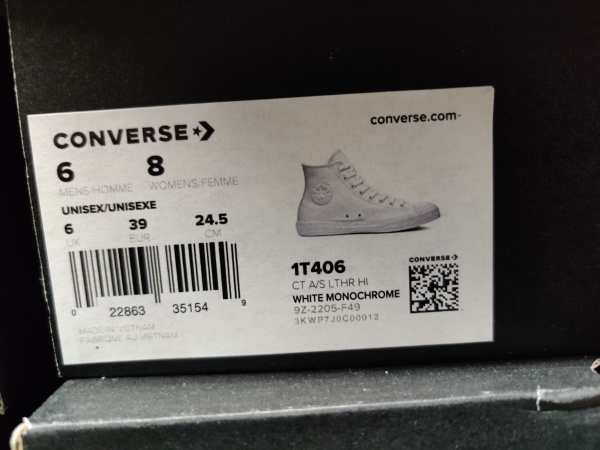 CONVERSE
converse.com
6 8
MENS/HOMME WOMENS/FEMME
UNISEX/UNISEXE
6 39 24.5
UK EUR CM
0 22863 35154 9
MADE IN VIETNAM
FABRIQUE AU VIETNAM
1T406
CT A/S LTHR HI
WHITE MONOCHROME
9Z-2205-F49
3KWP7J0C00012
CONVERSE